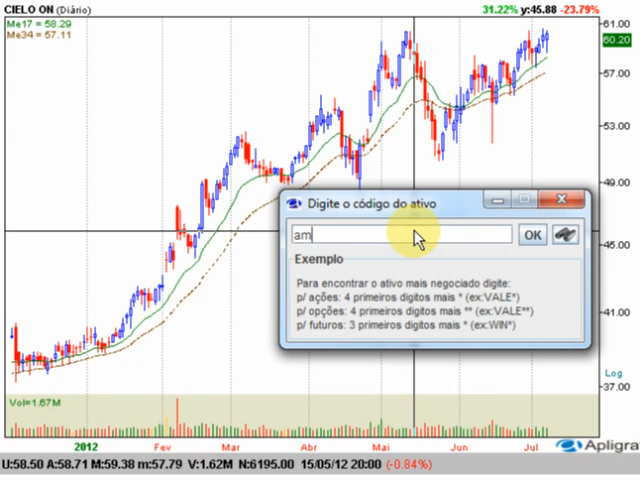 CIELO ON (Diário) 31.22% y:45.88 -23.79%
Me17 = 58.29
Me34 = 57.11
61.00
60.20
57.00
53.00
49.00
45.00
41.00
37.00
Digite o código do ativo
am
OK
Exemplo
Para encontrar o ativo mais negociado digite:
p/ ações: 4 primeiros digitos mais * (ex:VALE*)
p/ opções: 4 primeiros digitos mais ** (ex:VALE**)
p/ futuros: 3 primeiros digitos mais * (ex:WIN*)
Log
Vol=1.67M
2012 Fev Mar Abr Mai Jun Jul
Apligra
U:58.50 A:58.71 M:59.38 m:57.79 V:1.62M N:6195.00 15/05/12 20:00 (-0.84%)